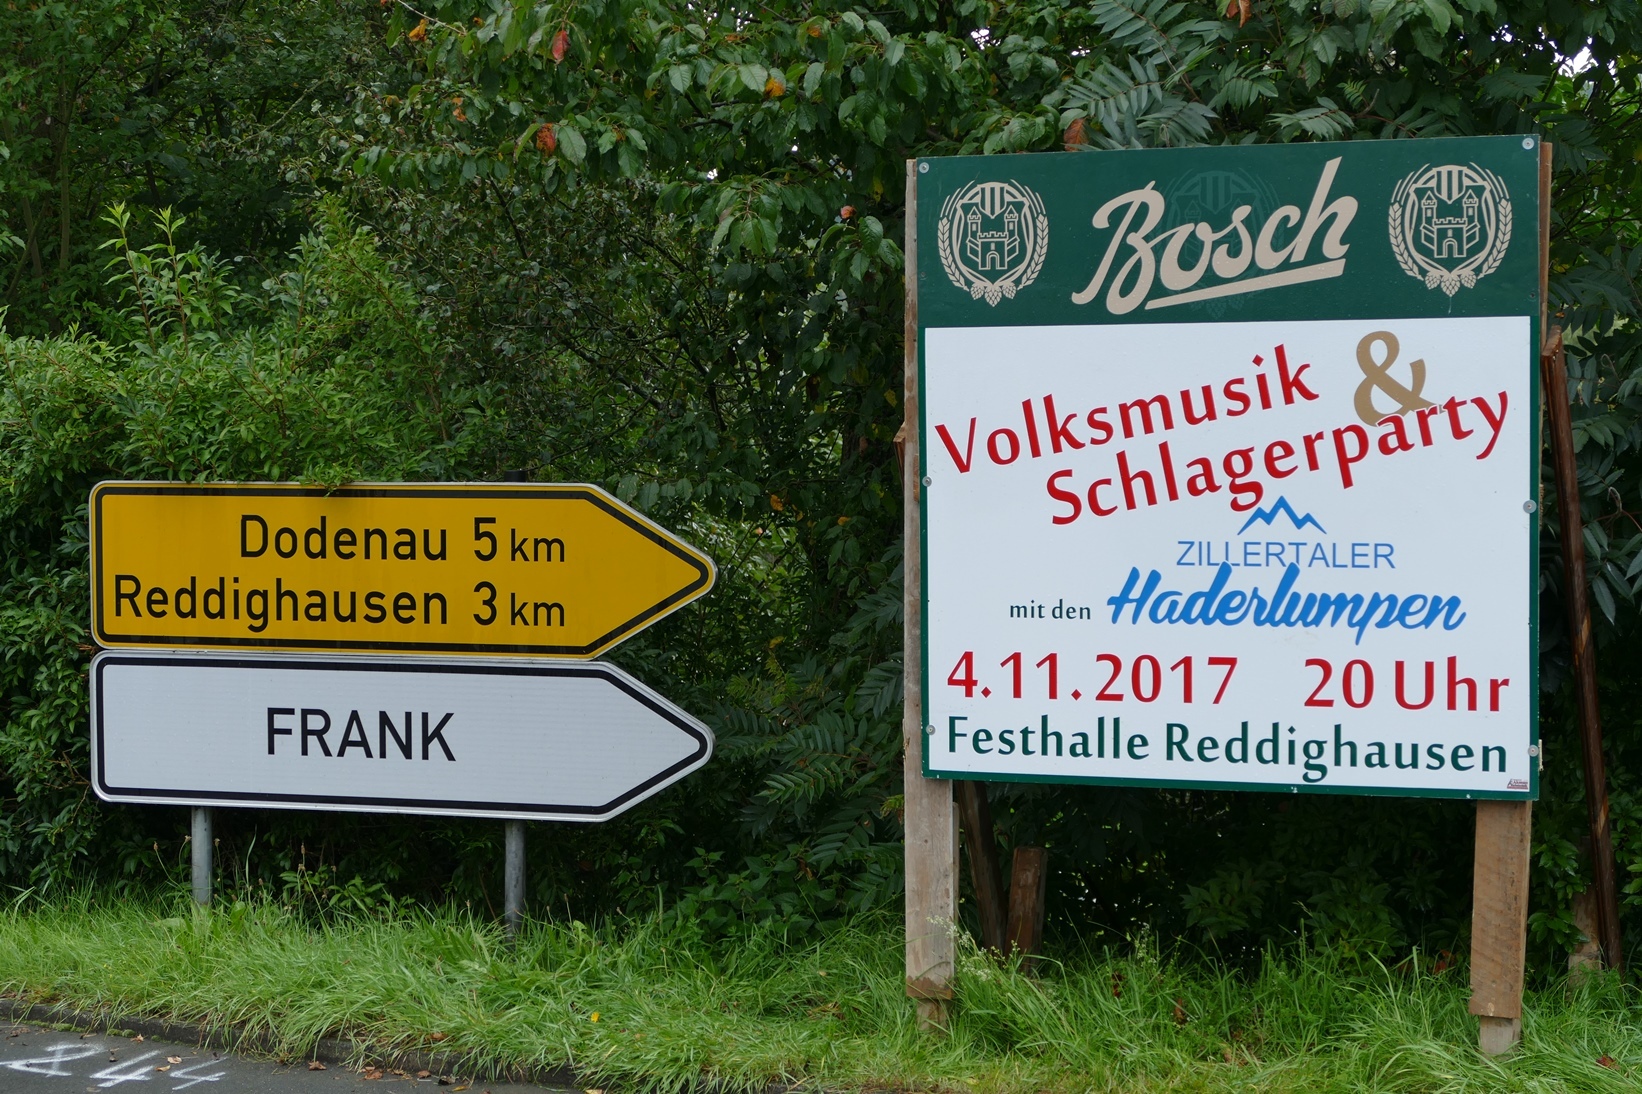 Dodenau 5 km
Reddighausen 3 km
FRANK
Bosch
Volksmusik &
Schlagerparty
ZILLERTALER
mit den Haderlumpen
4.11.2017 20 Uhr
Festhalle Reddighausen